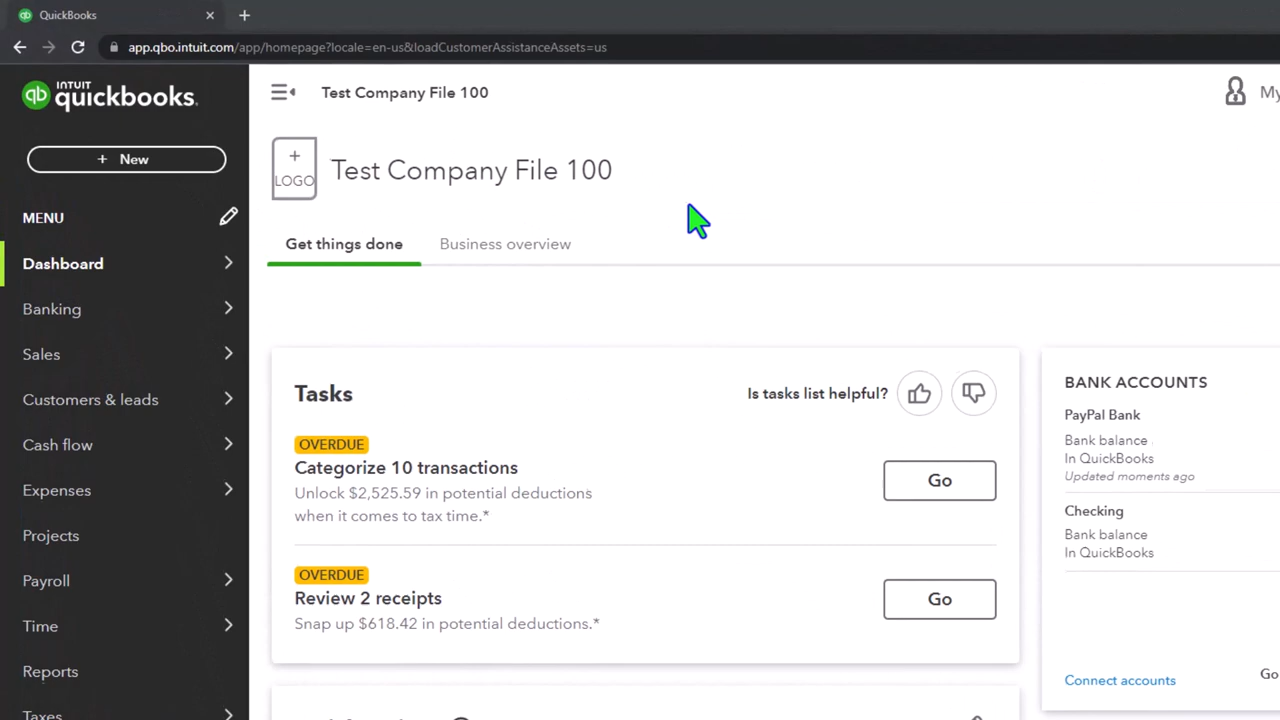 QuickBooks
app.qbo.intuit.com/app/homepage?locale=en-us&loadCustomerAssistanceAssets=us
INTUIT
quickbooks.
+ New
MENU
Dashboard
Banking
Sales
Customers & leads
Cash flow
Expenses
Projects
Payroll
Time
Reports
Taxes
Test Company File 100
My
+
LOGO
Test Company File 100
Get things done
Business overview
Tasks
Is tasks list helpful?
OVERDUE
Categorize 10 transactions
Unlock $2,525.59 in potential deductions
when it comes to tax time.*
Go
OVERDUE
Review 2 receipts
Snap up $618.42 in potential deductions.*
Go
BANK ACCOUNTS
PayPal Bank
Bank balance
In QuickBooks
Updated moments ago
Checking
Bank balance
In QuickBooks
Connect accounts
Go